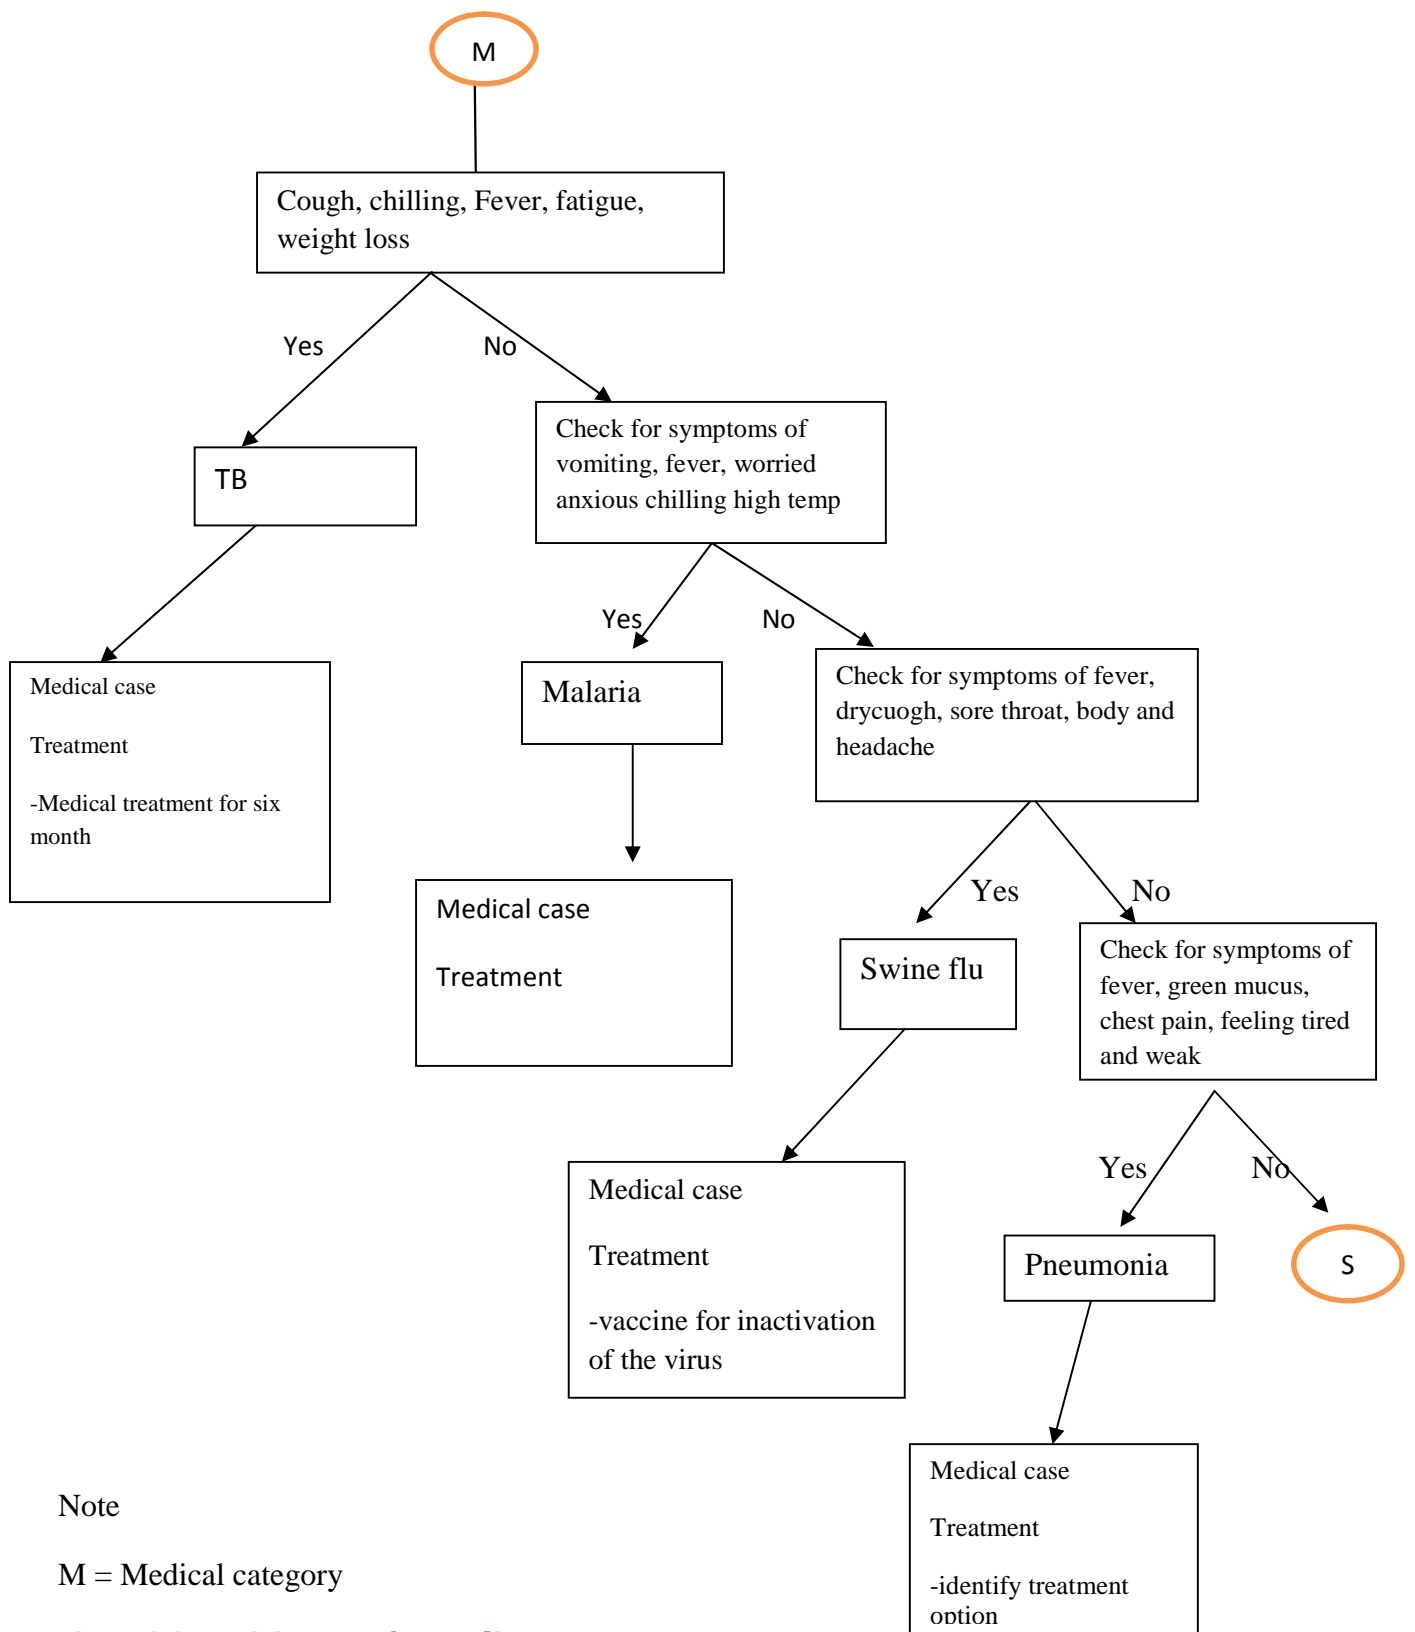 M
Cough, chilling, Fever, fatigue,
weight loss
Yes
No
TB
Check for symptoms of
vomiting, fever, worried
anxious chilling high temp
Yes
No
Medical case
Treatment
-Medical treatment for six
month
Malaria
Check for symptoms of fever,
drycuogh, sore throat, body and
headache
Medical case
Treatment
Yes
No
Swine flu
Check for symptoms of
fever, green mucus,
chest pain, feeling tired
and weak
Medical case
Treatment
-vaccine for inactivation
of the virus
Yes
No
Pneumonia
S
Medical case
Treatment
-identify treatment
option
Note
M = Medical category